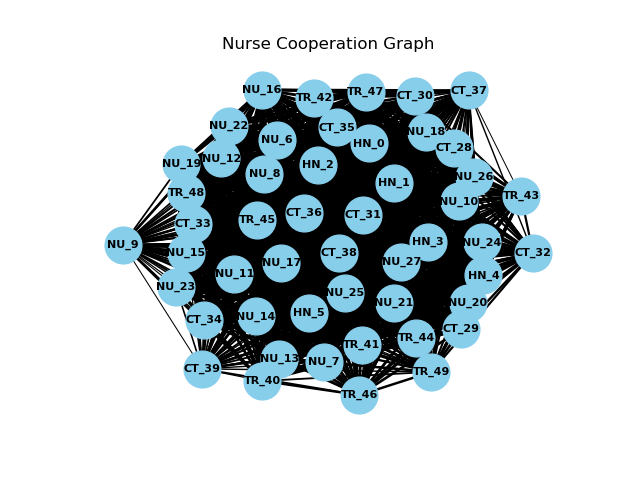 Nurse Cooperation Graph
NU_16
CT_37
TR_42
TR_47
CT_30
NU_22
CT_35
NU_18
NU_6
HN_0
CT_28
NU_12
NU_19
HN_2
NU_8
NU_26
HN_1
TR_48
TR_43
NU_10
CT_36
CT_31
TR_45
CT_33
NU_9
HN_3
NU_24
NU_15
CT_38
CT_32
NU_17
NU_27
NU_11
HN_4
NU_23
NU_25
NU_21
NU_20
HN_5
NU_14
CT_34
CT_29
TR_44
TR_41
NU_13
NU_7
CT_39
TR_49
TR_40
TR_46